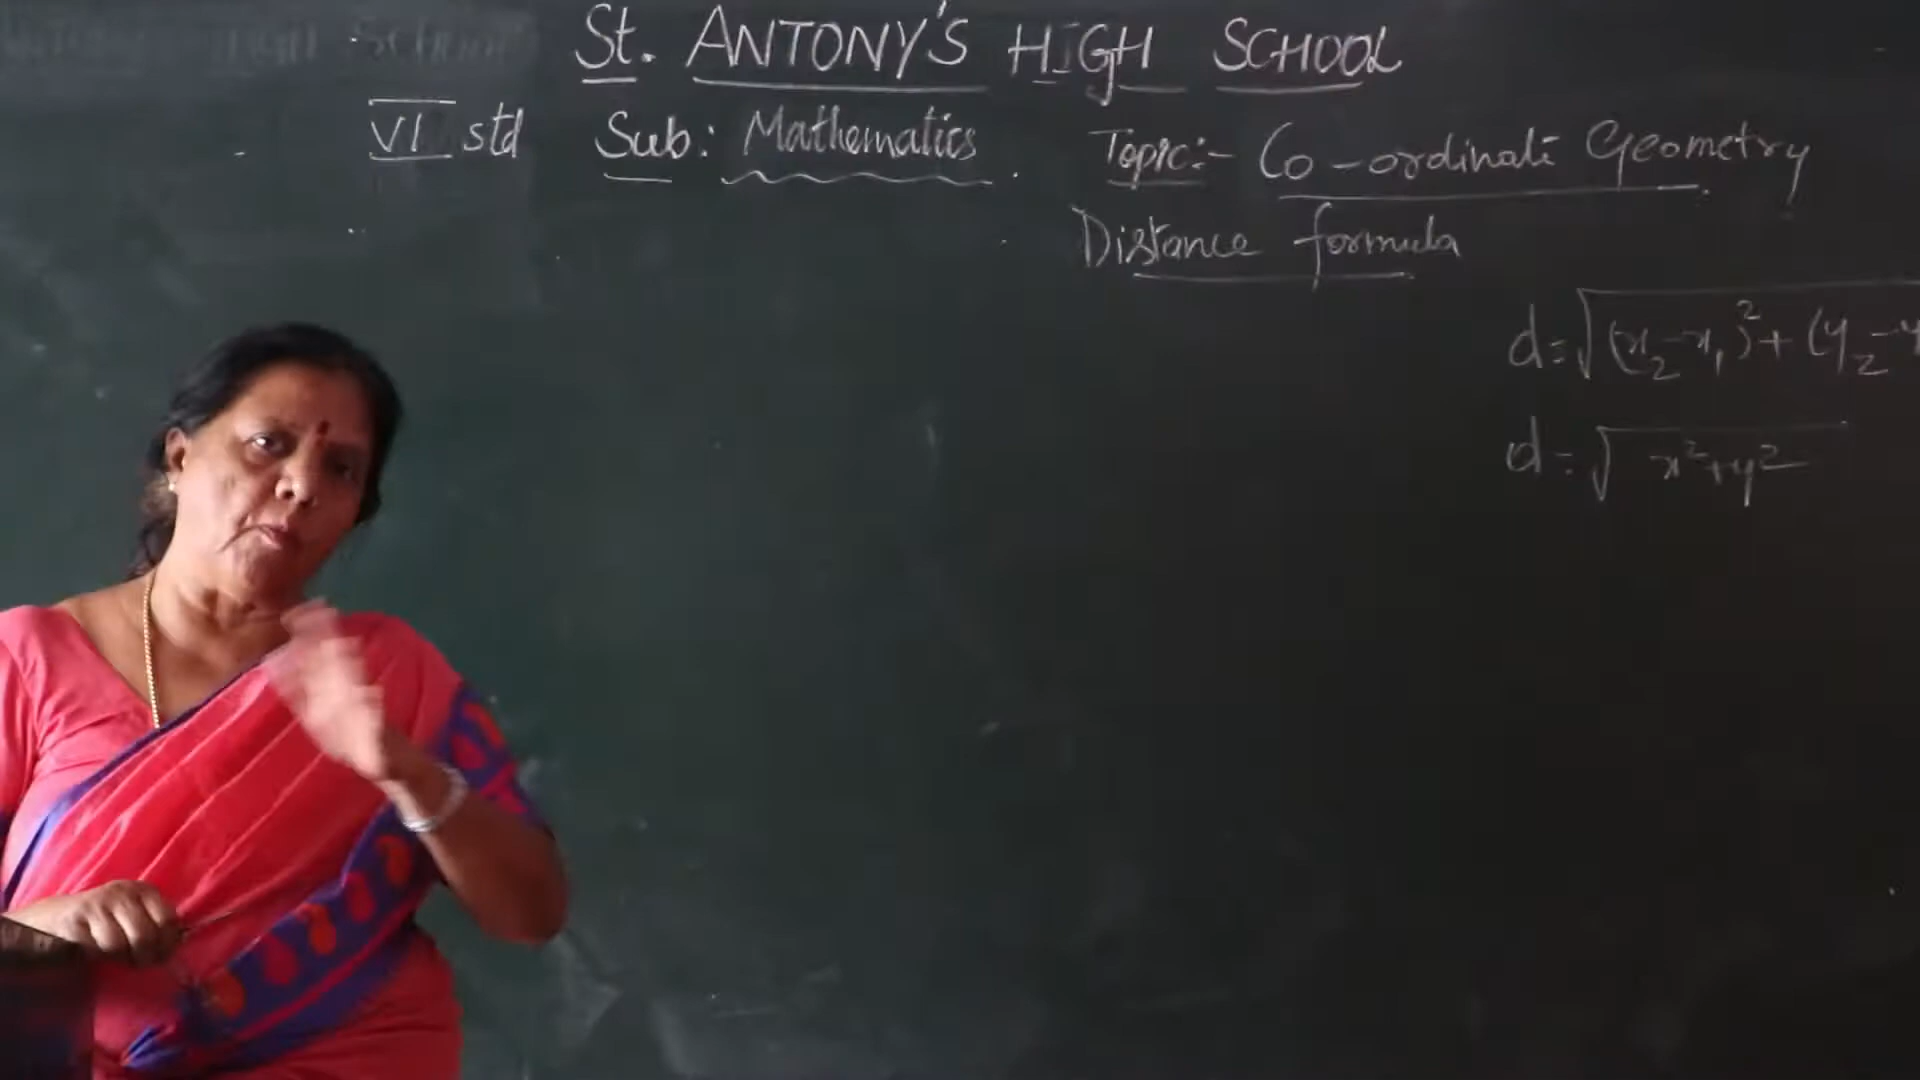 St. ANTONY'S HIGH SCHOOL
VI std Sub: Mathematics. Topic:- Co-ordinate Geometry
Distance formula
d=√(x₂-x₁)²+(y₂-y
d=√x²+y²